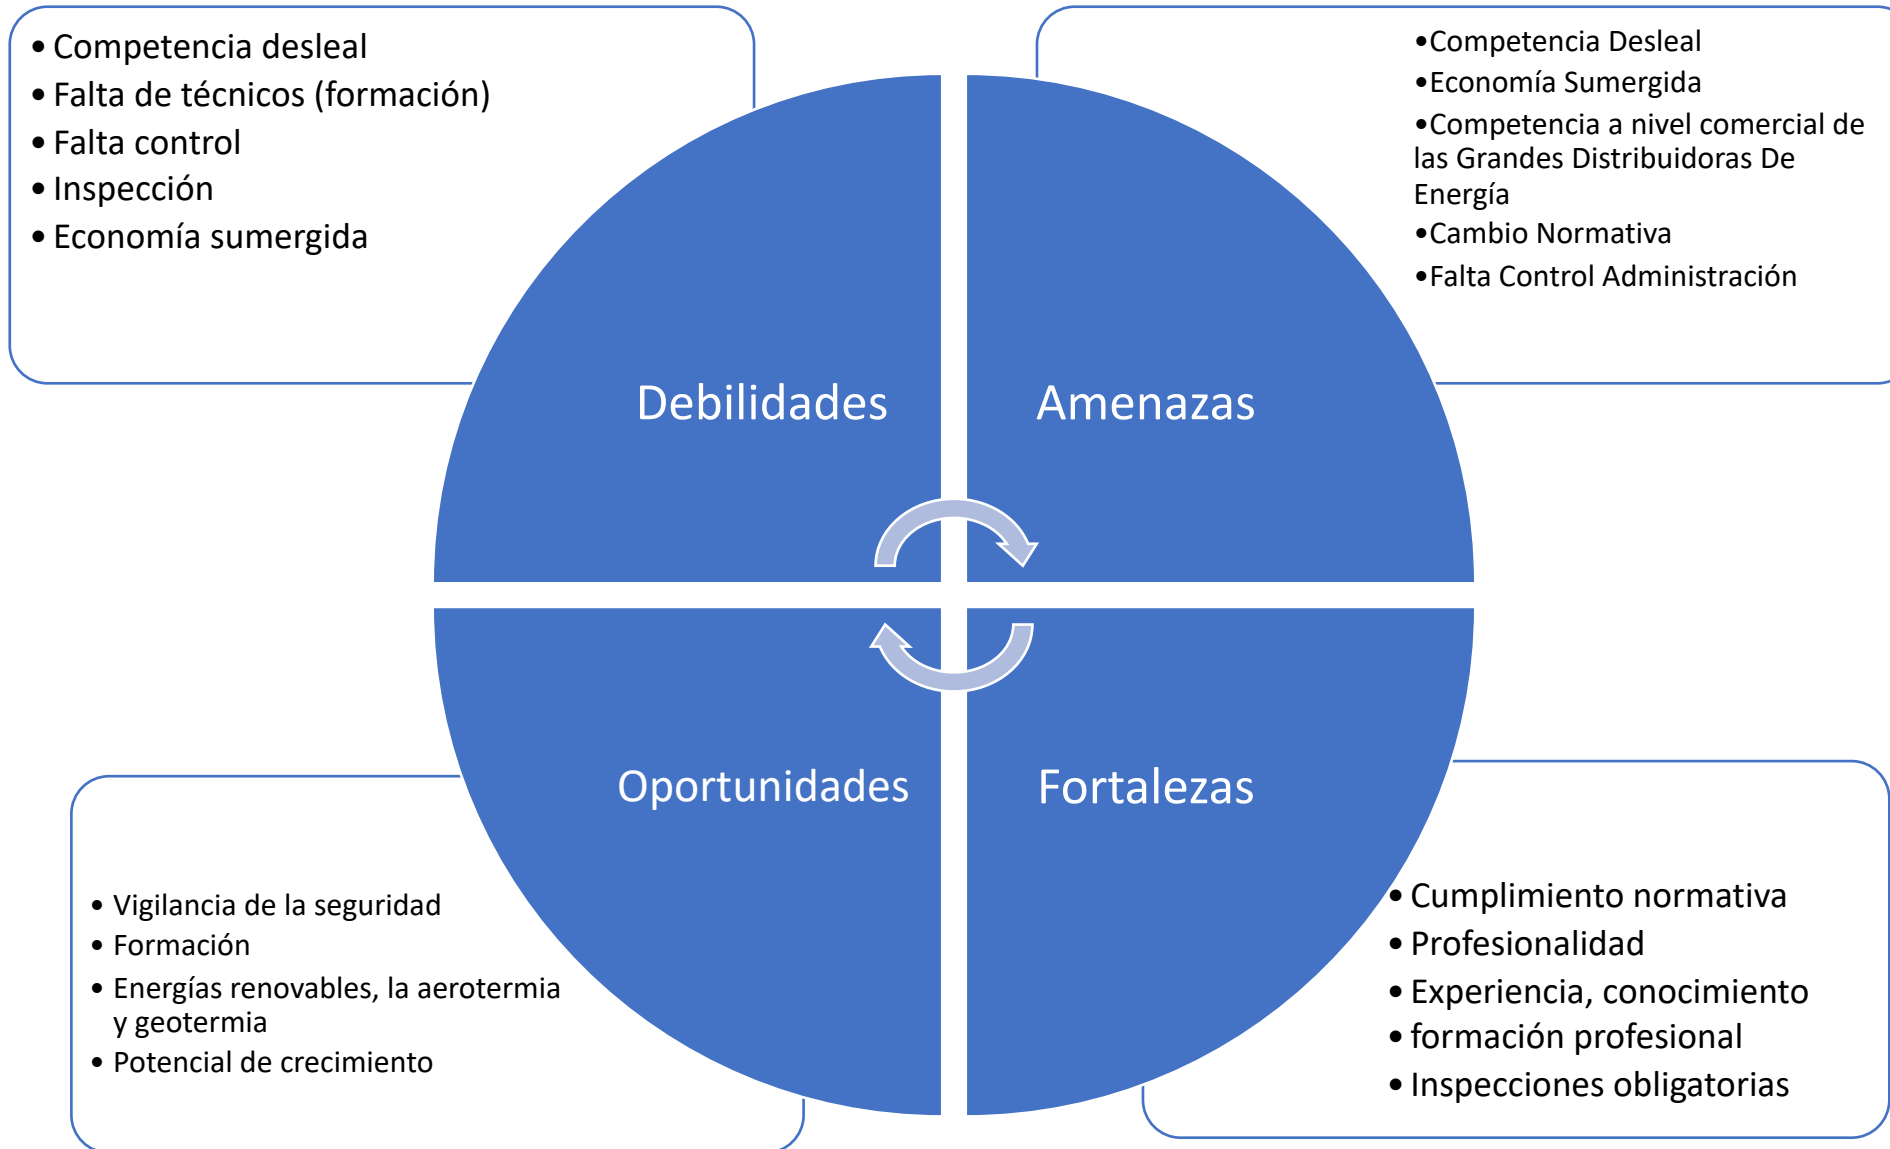 • Competencia desleal
• Falta de técnicos (formación)
• Falta control
• Inspección
• Economía sumergida
•Competencia Desleal
•Economía Sumergida
•Competencia a nivel comercial de
las Grandes Distribuidoras De
Energía
•Cambio Normativa
•Falta Control Administración
Debilidades
Amenazas
Oportunidades
Fortalezas
• Vigilancia de la seguridad
• Formación
• Energías renovables, la aerotermia
y geotermia
• Potencial de crecimiento
• Cumplimiento normativa
• Profesionalidad
• Experiencia, conocimiento
• formación profesional
• Inspecciones obligatorias